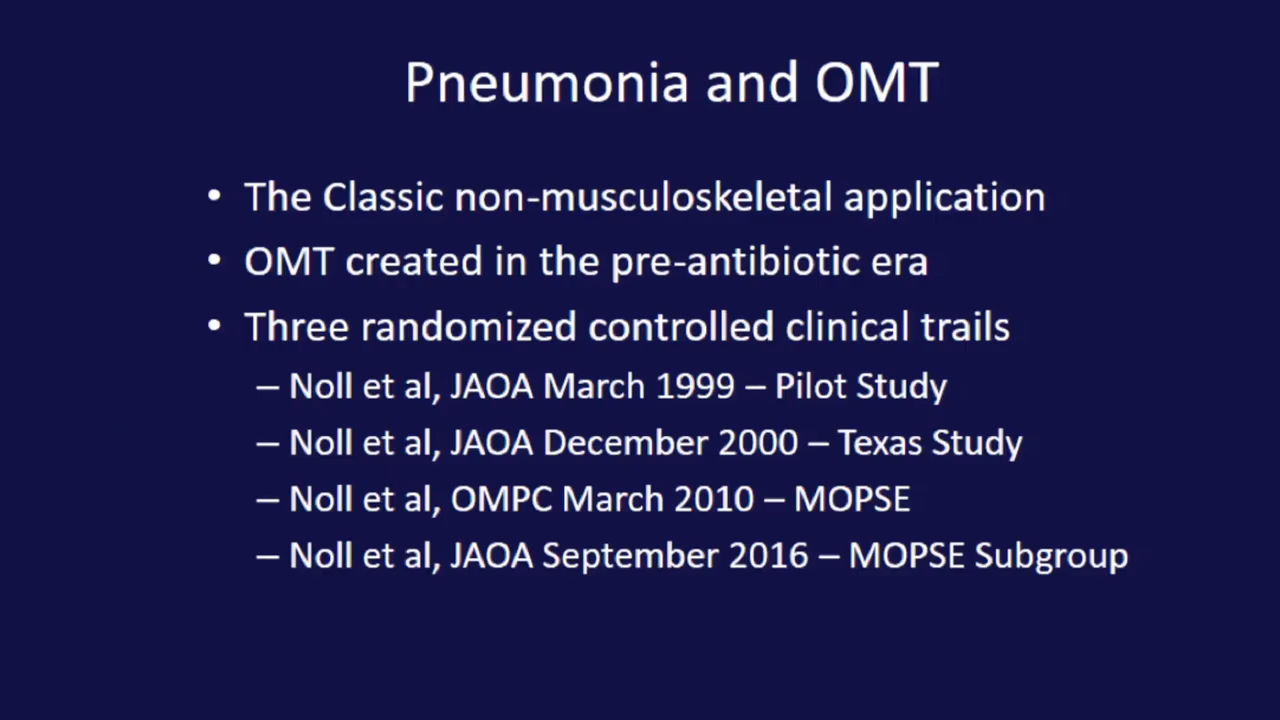 Pneumonia and OMT
• The Classic non-musculoskeletal application
• OMT created in the pre-antibiotic era
• Three randomized controlled clinical trails
– Noll et al, JAOA March 1999 – Pilot Study
– Noll et al, JAOA December 2000 – Texas Study
– Noll et al, OMPC March 2010 – MOPSE
– Noll et al, JAOA September 2016 – MOPSE Subgroup